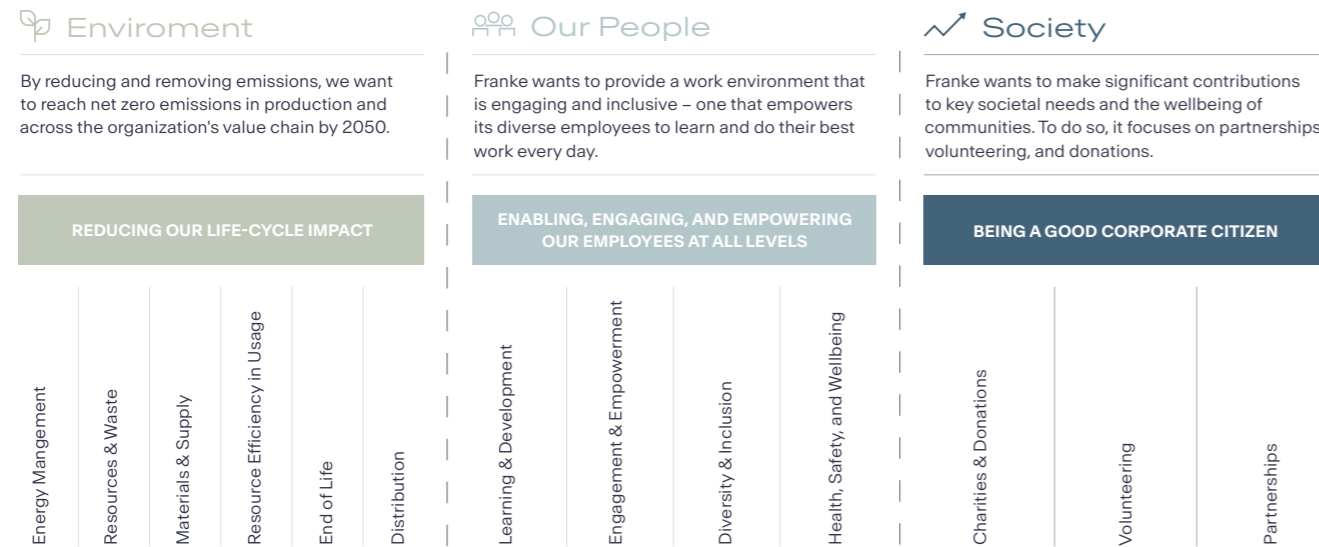 Enviroment
By reducing and removing emissions, we want
to reach net zero emissions in production and
across the organization's value chain by 2050.
REDUCING OUR LIFE-CYCLE IMPACT
Energy Mangement
Resources & Waste
Materials & Supply
Resource Efficiency in Usage
End of Life
Distribution
Our People
Franke wants to provide a work environment that
is engaging and inclusive – one that empowers
its diverse employees to learn and do their best
work every day.
ENABLING, ENGAGING, AND EMPOWERING
OUR EMPLOYEES AT ALL LEVELS
Learning & Development
Engagement & Empowerment
Diversity & Inclusion
Health, Safety, and Wellbeing
Society
Franke wants to make significant contributions
to key societal needs and the wellbeing of
communities. To do so, it focuses on partnerships
volunteering, and donations.
BEING A GOOD CORPORATE CITIZEN
Charities & Donations
Volunteering
Partnerships